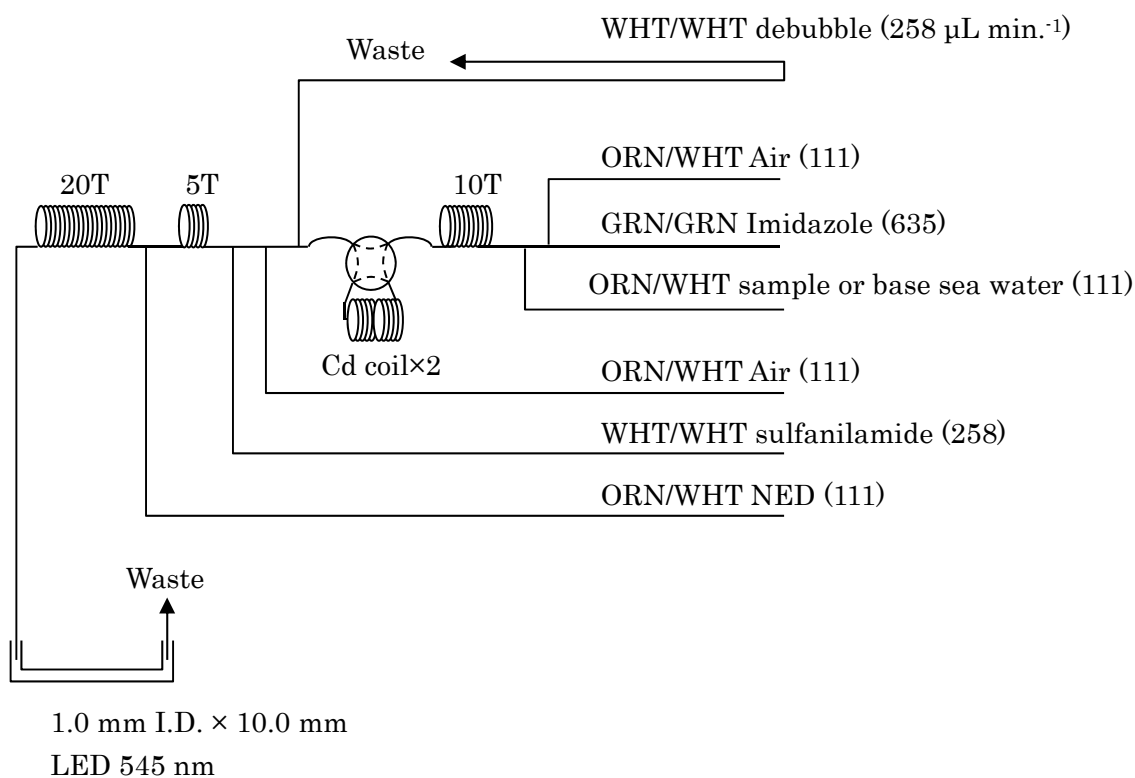 WHT/WHT debubble (258 µL min.-1)
Waste
ORN/WHT Air (111)
20T
5T
10T
GRN/GRN Imidazole (635)
ORN/WHT sample or base sea water (111)
Cd coil×2
ORN/WHT Air (111)
WHT/WHT sulfanilamide (258)
ORN/WHT NED (111)
Waste
1.0 mm I.D. × 10.0 mm
LED 545 nm